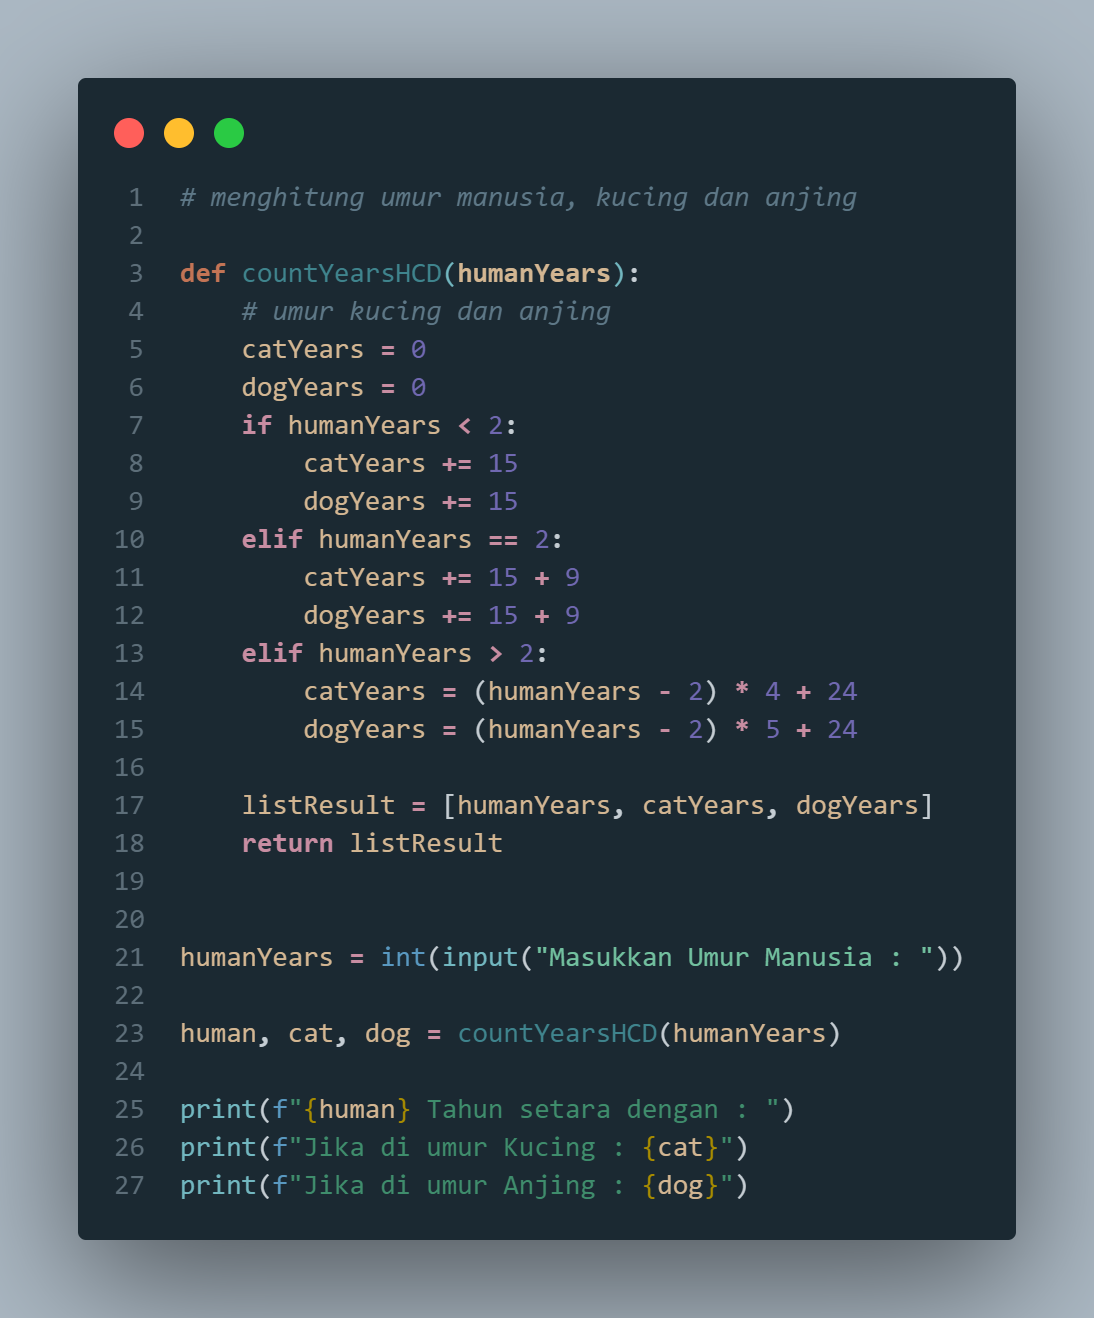 1 # menghitung umur manusia, kucing dan anjing
2
3 def countYearsHCD(humanYears):
4     # umur kucing dan anjing
5     catYears = 0
6     dogYears = 0
7     if humanYears < 2:
8         catYears += 15
9         dogYears += 15
10     elif humanYears == 2:
11         catYears += 15 + 9
12         dogYears += 15 + 9
13     elif humanYears > 2:
14         catYears = (humanYears - 2) * 4 + 24
15         dogYears = (humanYears - 2) * 5 + 24
16
17     listResult = [humanYears, catYears, dogYears]
18     return listResult
19
20
21 humanYears = int(input("Masukkan Umur Manusia : "))
22
23 human, cat, dog = countYearsHCD(humanYears)
24
25 print(f"{human} Tahun setara dengan : ")
26 print(f"Jika di umur Kucing : {cat}")
27 print(f"Jika di umur Anjing : {dog}")